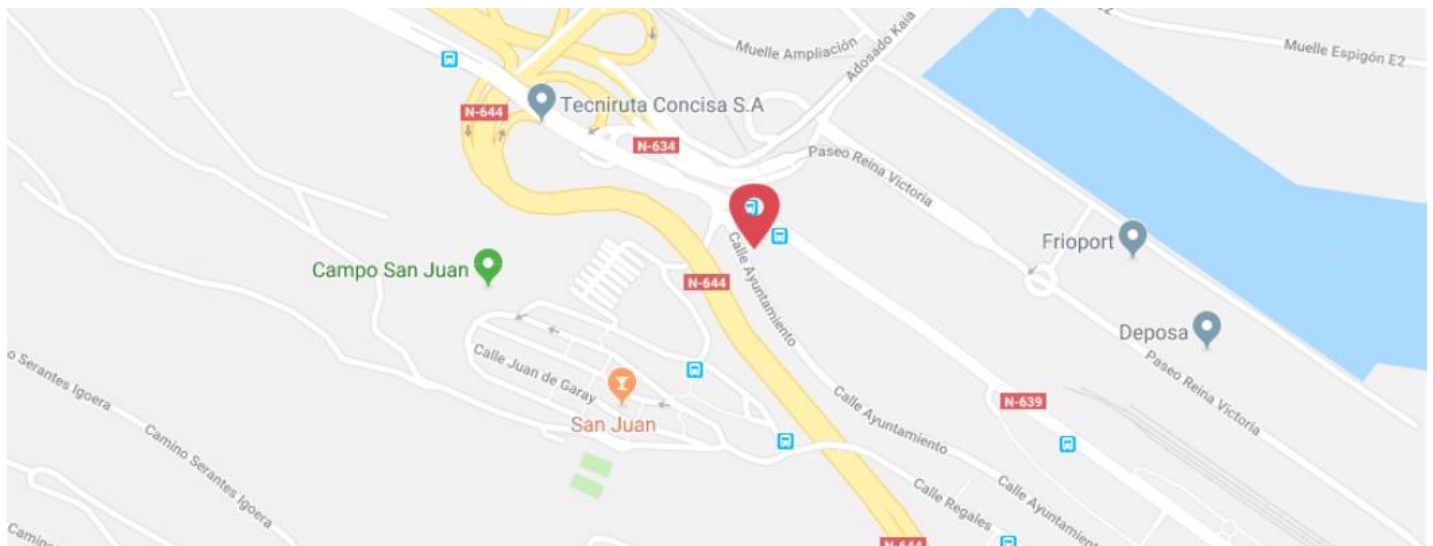 E2
Muelle Ampliación
Adosado Kaia
Muelle Espigón E2
Tecniruta Concisa S.A
N-644
N-634
Paseo Reina Victoria
Frioport
Calle Ayuntamiento
Campo San Juan
N-644
Deposa
Calle Juan de Garay
Paseo Reina Victoria
o Serantes Igoera
San Juan
N-639
Calle Ayuntamiento
Camino Serantes Igoera
Calle Regales
Calle Ayuntamiento
Camino
N-644